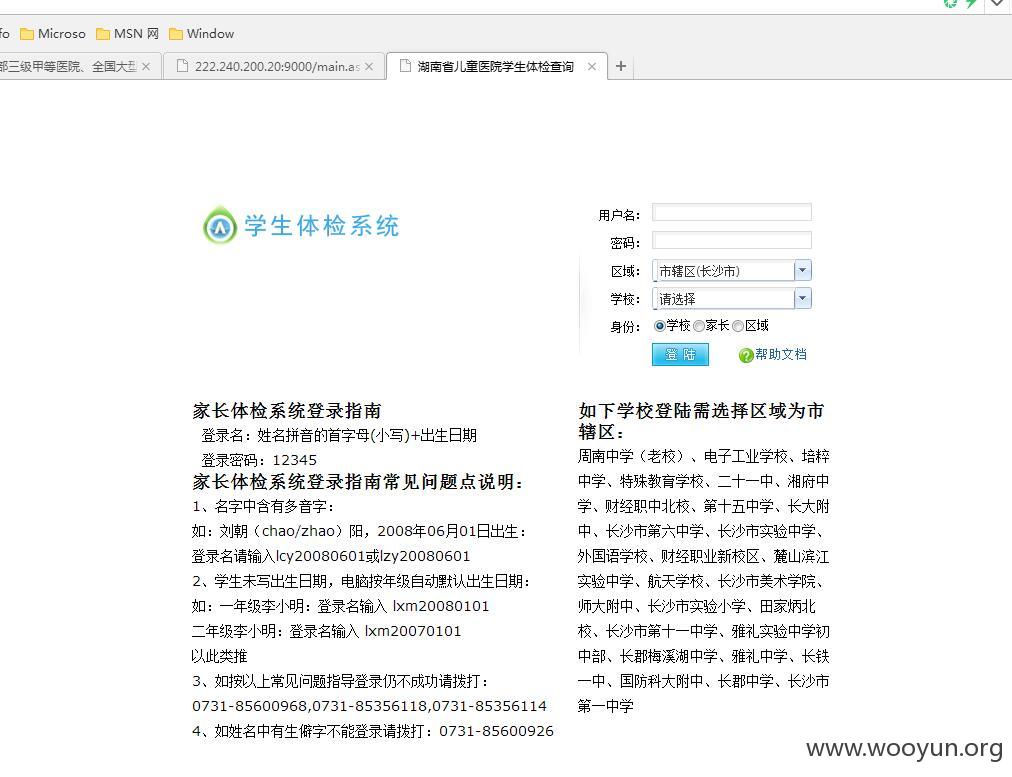 fo Microso MSN 网 Window
部三级甲等医院、全国大型 222.240.200.20:9000/main.as 湖南省儿童医院学生体检查询
学生体检系统
用户名：
密码：
区域： 市辖区(长沙市)
学校： 请选择
身份： 学校 家长 区域
登 陆 帮助文档
家长体检系统登录指南
登录名：姓名拼音的首字母(小写)+出生日期
登录密码：12345
家长体检系统登录指南常见问题点说明：
1、名字中含有多音字：
如：刘朝（chao/zhao）阳，2008年06月01日出生：
登录名请输入lcy20080601或lzy20080601
2、学生未写出生日期，电脑按年级自动默认出生日期：
如：一年级李小明：登录名输入 lxm20080101
二年级李小明：登录名输入 lxm20070101
以此类推
3、如按以上常见问题指导登录仍不成功请拨打：
0731-85600968,0731-85356118,0731-85356114
4、如姓名中有生僻字不能登录请拨打：0731-85600926
如下学校登陆需选择区域为市
辖区：
周南中学（老校）、电子工业学校、培粹
中学、特殊教育学校、二十一中、湘府中
学、财经职中北校、第十五中学、长大附
中、长沙市第六中学、长沙市实验中学、
外国语学校、财经职业新校区、麓山滨江
实验中学、航天学校、长沙市美术学院、
师大附中、长沙市实验小学、田家炳北
校、长沙市第十一中学、雅礼实验中学初
中部、长郡梅溪湖中学、雅礼中学、长铁
一中、国防科大附中、长郡中学、长沙市
第一中学
www.wooyun.org